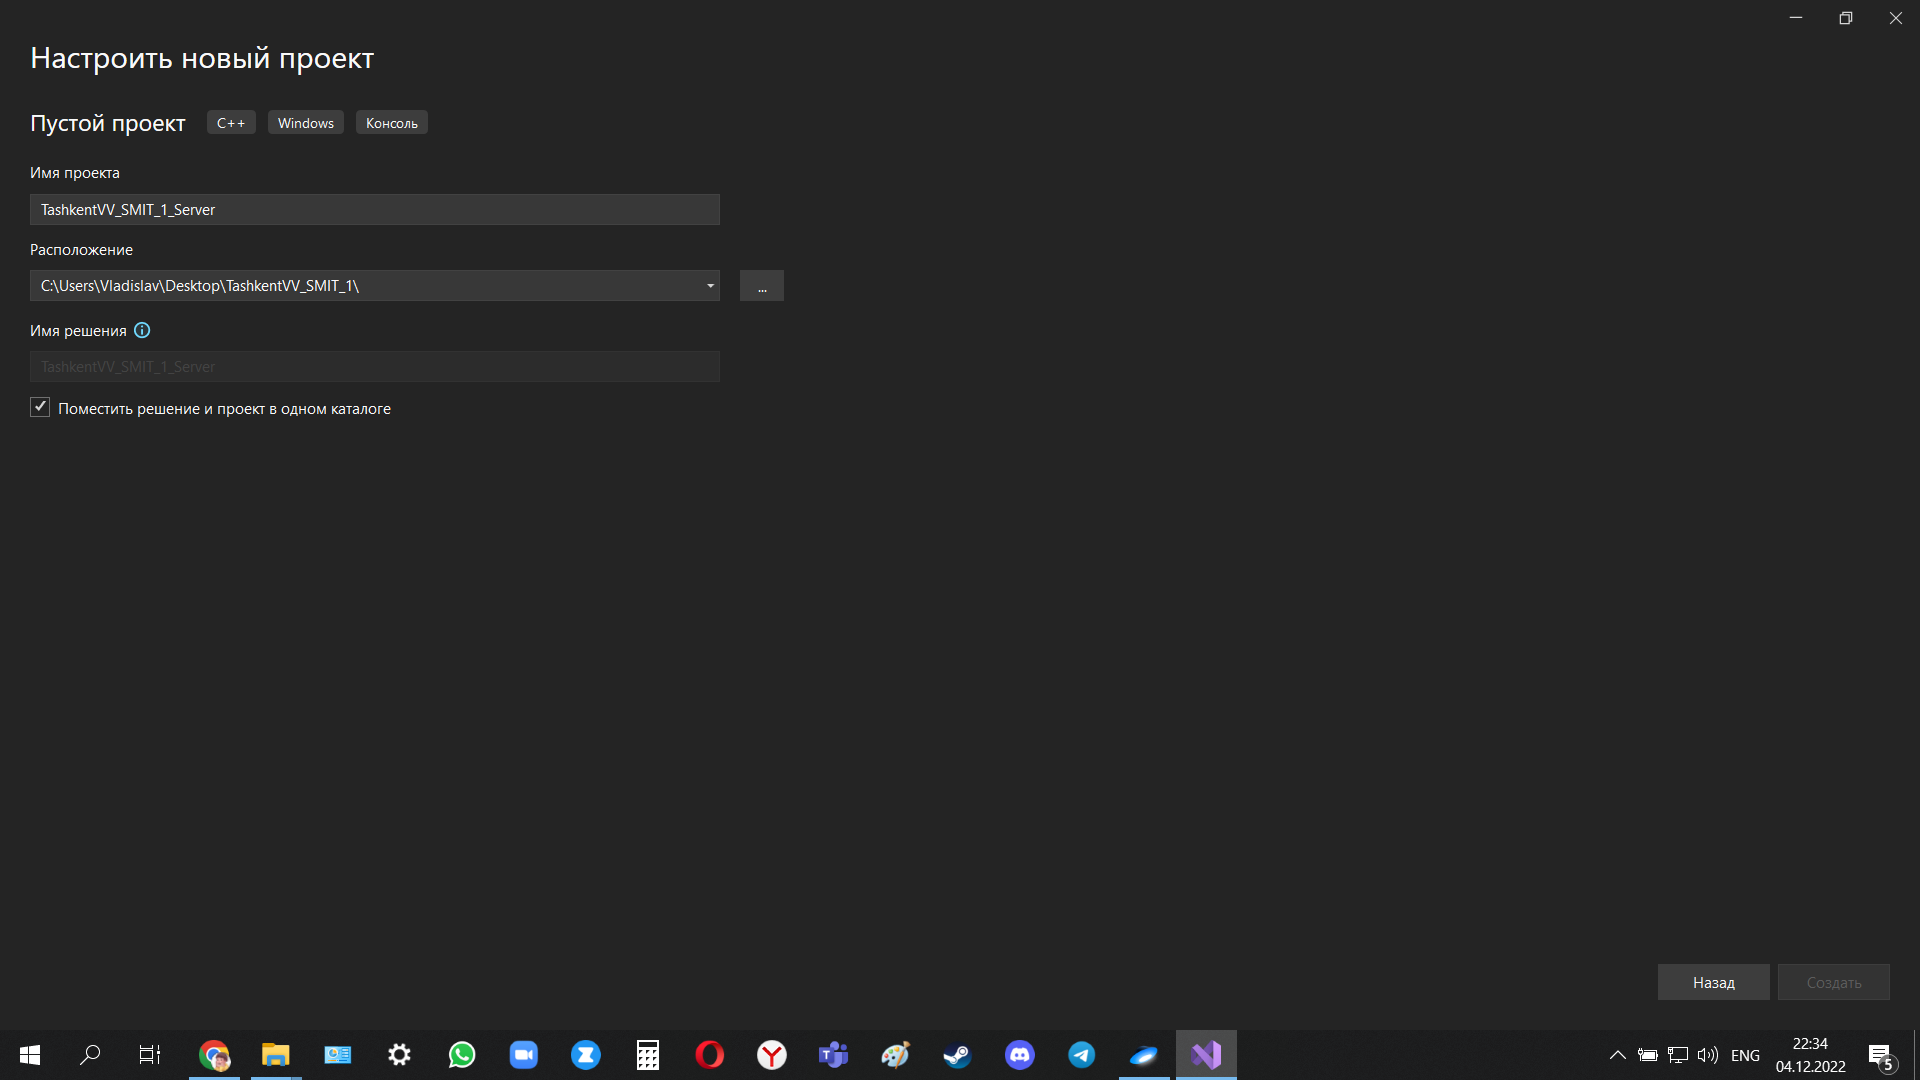 Настроить новый проект
Пустой проект C++ Windows Консоль
Имя проекта
TashkentVV_SMIT_1_Server
Расположение
C:\Users\Vladislav\Desktop\TashkentVV_SMIT_1\
...
Имя решения
TashkentVV_SMIT_1_Server
Поместить решение и проект в одном каталоге
Назад Создать
ENG
22:34
04.12.2022
5